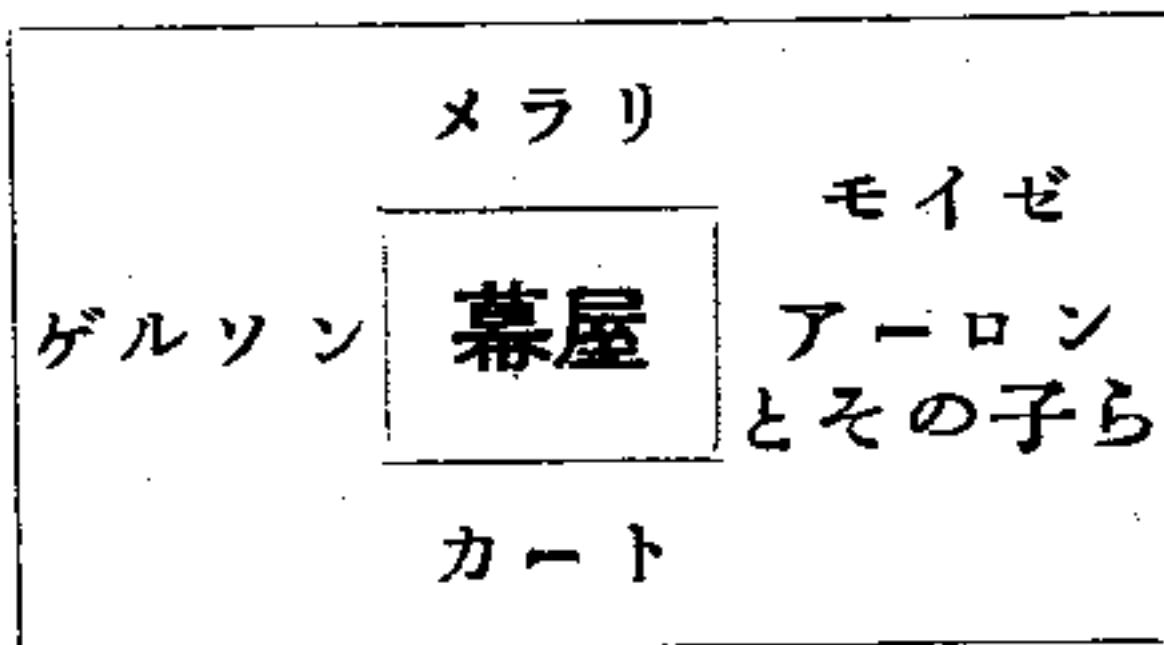 メラリ
モイゼ
ゲルソン
幕屋
アーロン
とその子ら
カート